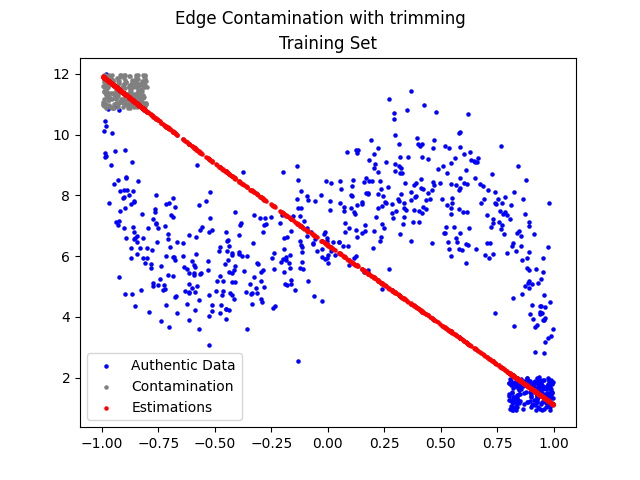 Edge Contamination with trimming
Training Set
12
10
8
6
4
2
Authentic Data
Contamination
Estimations
−1.00 −0.75 −0.50 −0.25 0.00 0.25 0.50 0.75 1.00